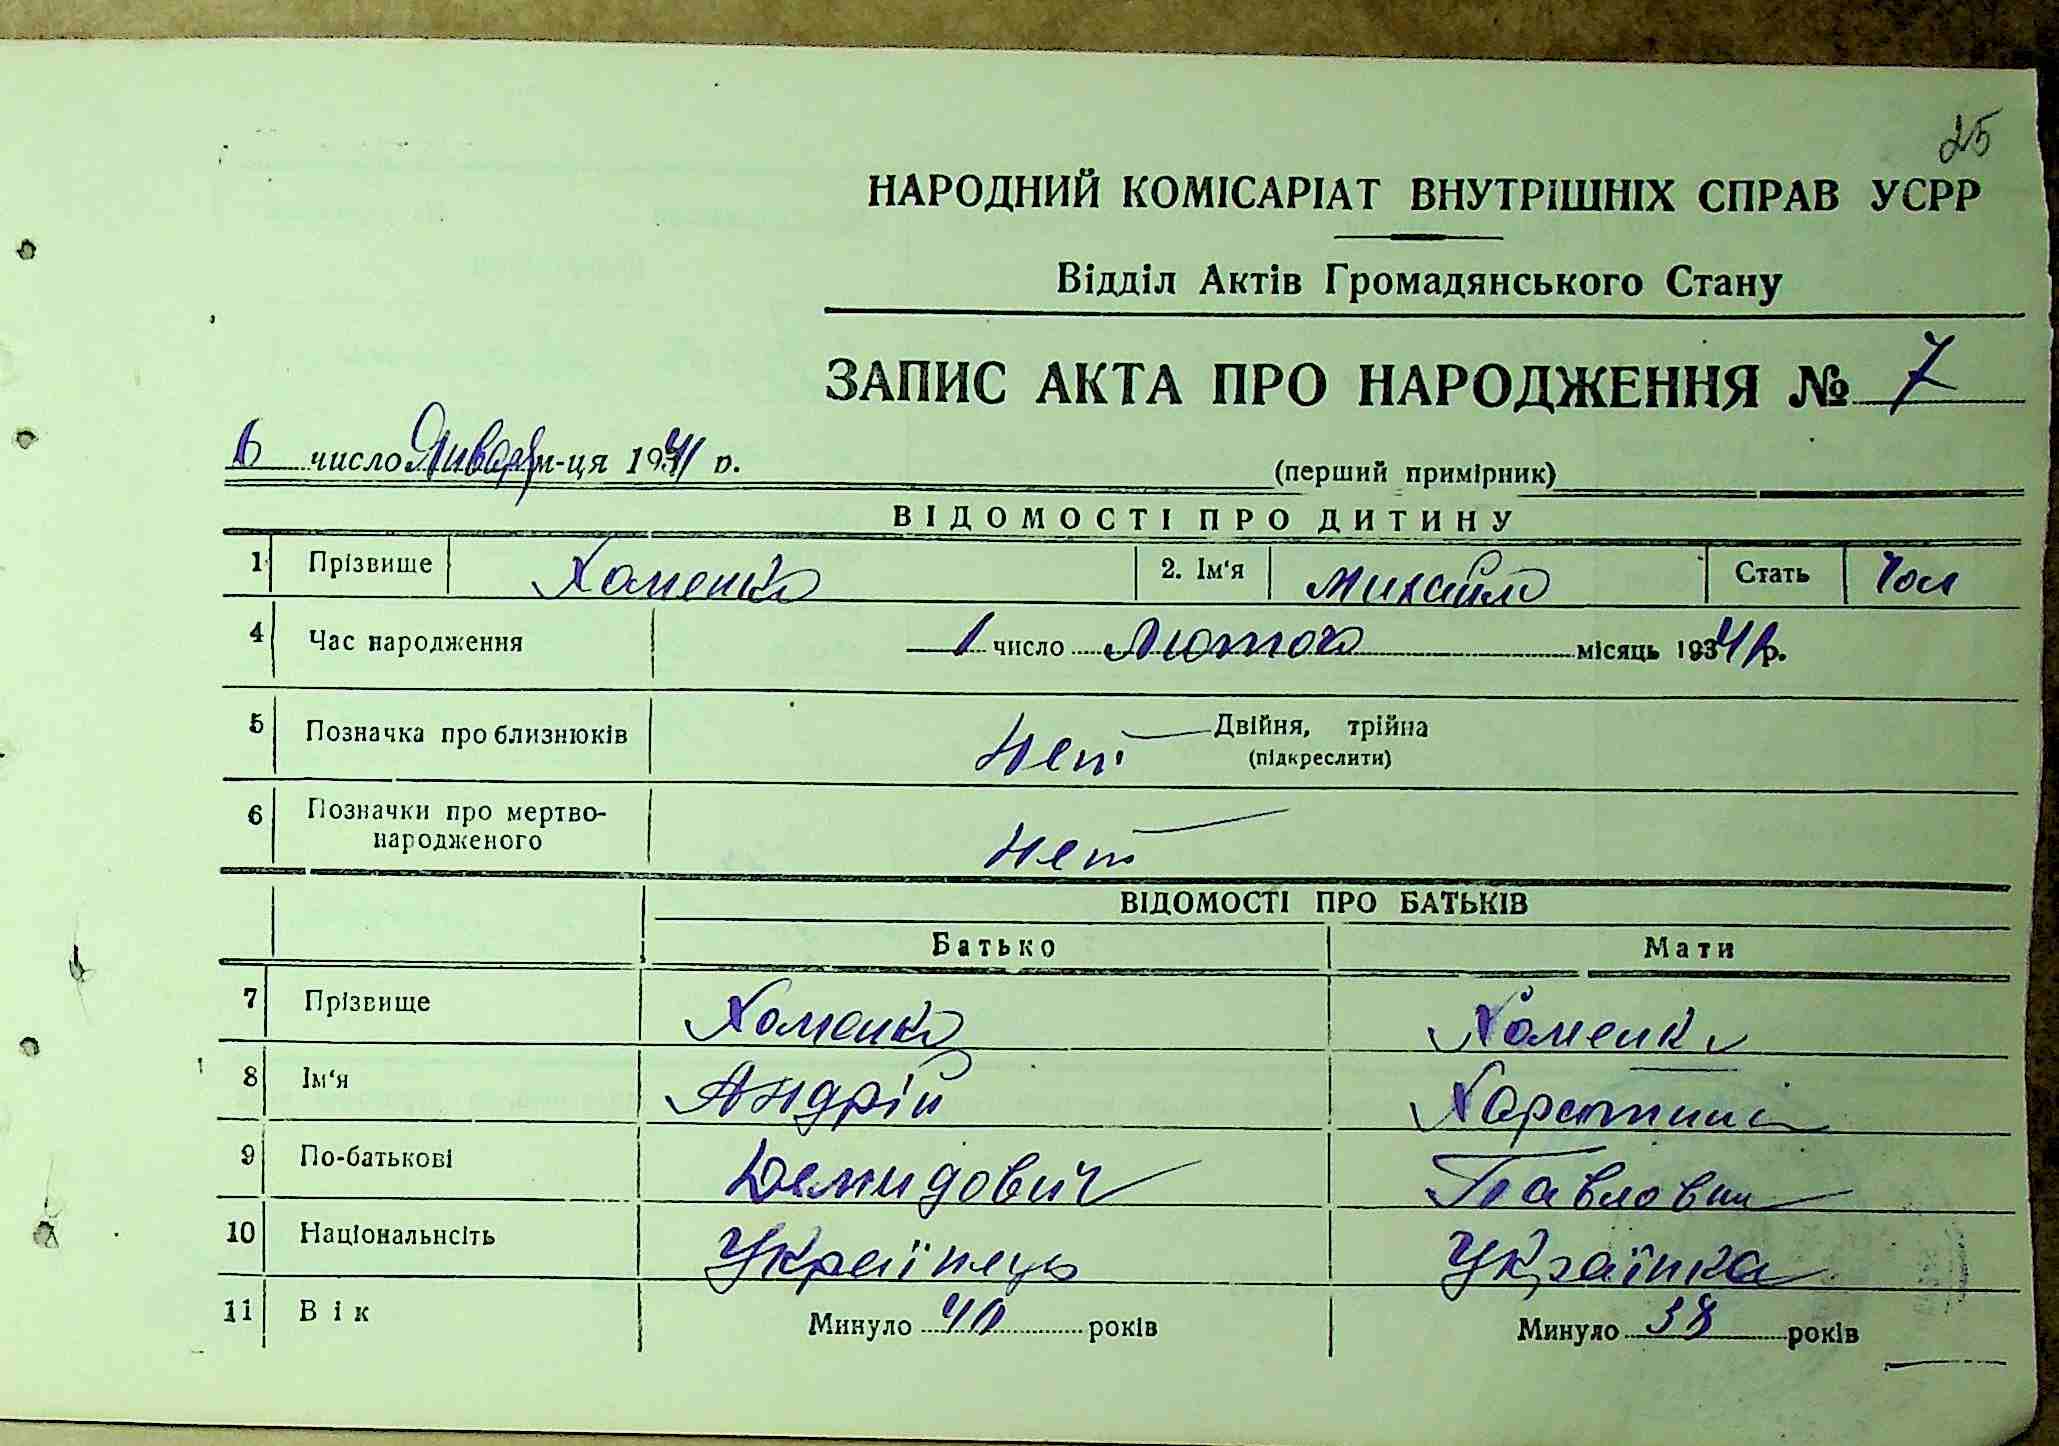 25
НАРОДНИЙ КОМІСАРІАТ ВНУТРІШНІХ СПРАВ УСРР
Відділ Актів Громадянського Стану
ЗАПИС АКТА ПРО НАРОДЖЕННЯ № 7
6 число Января м-ця 1941 р.
(перший примірник)
ВІДОМОСТІ ПРО ДИТИНУ
1 Прізвище Хоменко 2. Ім'я Михайло Стать Чол
4 Час народження 1 число Лютого місяць 1941 р.
5 Позначка про близнюків Нет Двійня, трійна
(підкреслити)
6 Позначки про мертво-
народженого Нет
ВІДОМОСТІ ПРО БАТЬКІВ
Батько Мати
7 Прізвище Хоменко Хоменко
8 Ім'я Андрій Харитина
9 По-батькові Демидович Павловна
10 Національнсіть Українець Українка
11 Вік Минуло 40 років Минуло 38 років